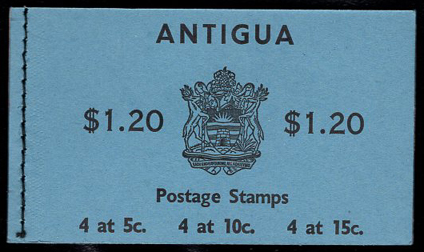 ANTIGUA
$1.20 $1.20
Postage Stamps
4 at 5c. 4 at 10c. 4 at 15c.